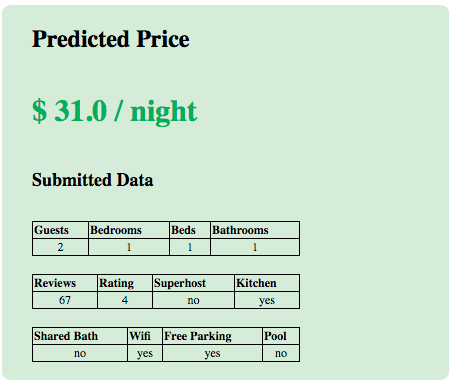 Predicted Price
$ 31.0 / night
Submitted Data
Guests Bedrooms Beds Bathrooms
2 1 1 1
Reviews Rating Superhost Kitchen
67 4 no yes
Shared Bath Wifi Free Parking Pool
no yes yes no